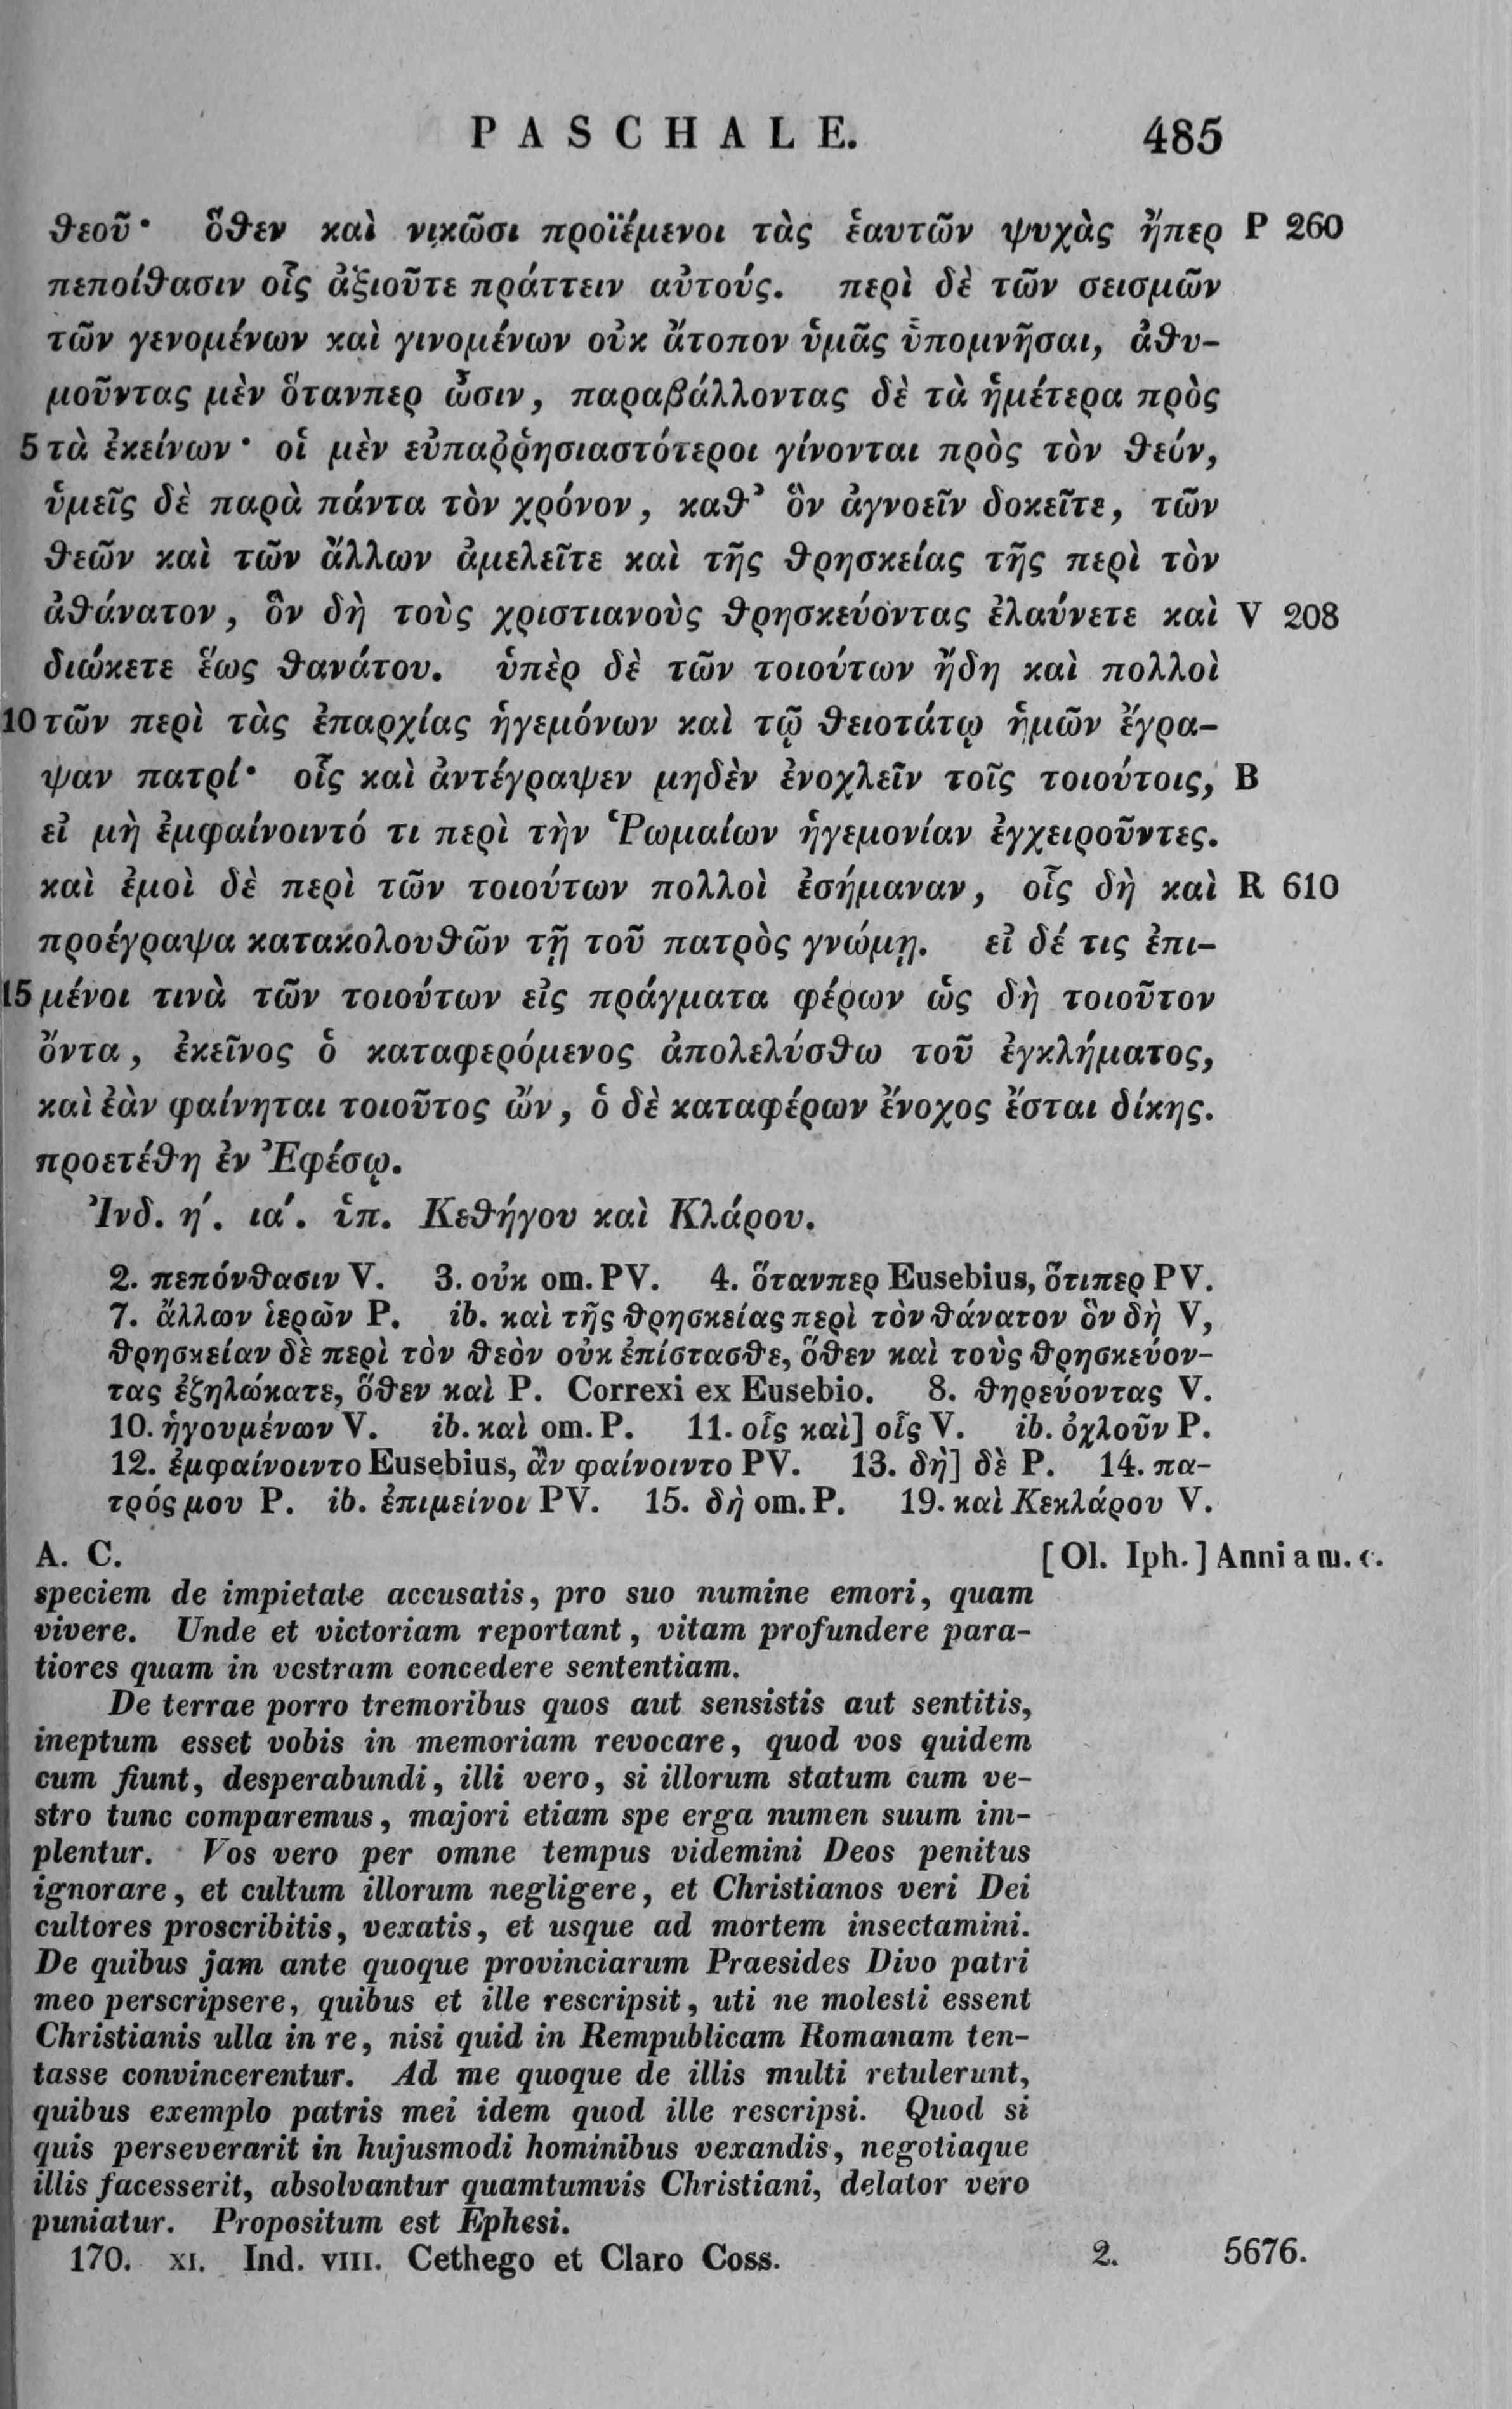 PASCHALE. 485
θεοῦ· ὅθεν καὶ νικῶσι προϊέμενοι τὰς ἑαυτῶν ψυχὰς ἤπερ P 260
πεποίθασιν οἷς ἀξιοῦτε πράττειν αὐτούς. περὶ δὲ τῶν σεισμῶν
τῶν γενομένων καὶ γινομένων οὐκ ἄτοπον ὑμᾶς ὑπομνῆσαι, ἀθυ-
μοῦντας μὲν ὅτανπερ ὦσιν, παραβάλλοντας δὲ τὰ ἡμέτερα πρὸς
5 τὰ ἐκείνων· οἱ μὲν εὐπαῤῥησιαστότεροι γίνονται πρὸς τὸν θεόν,
ὑμεῖς δὲ παρὰ πάντα τὸν χρόνον, καθ᾽ ὃν ἀγνοεῖν δοκεῖτε, τῶν
θεῶν καὶ τῶν ἄλλων ἀμελεῖτε καὶ τῆς θρησκείας τῆς περὶ τὸν
ἀθάνατον, ὃν δὴ τοὺς χριστιανοὺς θρησκεύοντας ἐλαύνετε καὶ V 208
διώκετε ἕως θανάτου. ὑπὲρ δὲ τῶν τοιούτων ἤδη καὶ πολλοὶ
10 τῶν περὶ τὰς ἐπαρχίας ἡγεμόνων καὶ τῷ θειοτάτῳ ἡμῶν ἔγρα-
ψαν πατρί· οἷς καὶ ἀντέγραψεν μηδὲν ἐνοχλεῖν τοῖς τοιούτοις, B
εἰ μὴ ἐμφαίνοιντό τι περὶ τὴν Ῥωμαίων ἡγεμονίαν ἐγχειροῦντες.
καὶ ἐμοὶ δὲ περὶ τῶν τοιούτων πολλοὶ ἐσήμαναν, οἷς δὴ καὶ R 610
προέγραψα κατακολουθῶν τῇ τοῦ πατρὸς γνώμῃ. εἰ δέ τις ἐπι-
15 μένοι τινὰ τῶν τοιούτων εἰς πράγματα φέρων ὡς δὴ τοιοῦτον
ὄντα, ἐκεῖνος ὁ καταφερόμενος ἀπολελύσθω τοῦ ἐγκλήματος,
καὶ ἐὰν φαίνηται τοιοῦτος ὤν, ὁ δὲ καταφέρων ἔνοχος ἔσται δίκης.
προετέθη ἐν Ἐφέσῳ.
Ἰνδ. η΄. ια΄. ὑπ. Κεθήγου καὶ Κλάρου.
2. πεπόνθασιν V. 3. οὐκ om. PV. 4. ὅτανπερ Eusebius, ὅτιπερ PV.
7. ἄλλων ἱερῶν P. ib. καὶ τῆς θρησκείας περὶ τὸν θάνατον ὃν δὴ V,
θρησκείαν δὲ περὶ τὸν θεὸν οὐκ ἐπίστασθε, ὅθεν καὶ τοὺς θρησκεύον-
τας ἐζηλώκατε, ὅθεν καὶ P. Correxi ex Eusebio. 8. θηρεύοντας V.
10. ἡγουμένων V. ib. καὶ om. P. 11. οἷς καὶ] οἷς V. ib. ὀχλοῦν P.
12. ἐμφαίνοιντο Eusebius, ἂν φαίνοιντο PV. 13. δὴ] δὲ P. 14. πα-
τρός μου P. ib. ἐπιμείνοι PV. 15. δὴ om. P. 19. καὶ Κεκλάρου V.
A. C. [Ol. Iph.] Anni a m. c.
speciem de impietate accusatis, pro suo numine emori, quam
vivere. Unde et victoriam reportant, vitam profundere para-
tiores quam in vestram concedere sententiam.
De terrae porro tremoribus quos aut sensistis aut sentitis,
ineptum esset vobis in memoriam revocare, quod vos quidem
cum fiunt, desperabundi, illi vero, si illorum statum cum ve-
stro tunc comparemus, majori etiam spe erga numen suum im-
plentur. Vos vero per omne tempus videmini Deos penitus
ignorare, et cultum illorum negligere, et Christianos veri Dei
cultores proscribitis, vexatis, et usque ad mortem insectamini.
De quibus jam ante quoque provinciarum Praesides Divo patri
meo perscripsere, quibus et ille rescripsit, uti ne molesti essent
Christianis ulla in re, nisi quid in Rempublicam Romanam ten-
tasse convincerentur. Ad me quoque de illis multi retulerunt,
quibus exemplo patris mei idem quod ille rescripsi. Quod si
quis perseverarit in hujusmodi hominibus vexandis, negotiaque
illis facesserit, absolvantur quamtumvis Christiani, delator vero
puniatur. Propositum est Ephesi.
170. XI. Ind. VIII. Cethego et Claro Coss. 2. 5676.